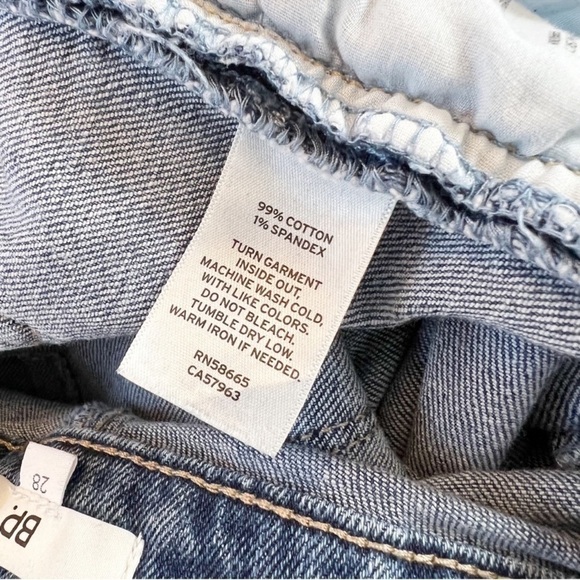 99% COTTON
1% SPANDEX
TURN GARMENT
INSIDE OUT,
MACHINE WASH COLD,
WITH LIKE COLORS.
DO NOT BLEACH.
TUMBLE DRY LOW.
WARM IRON IF NEEDED.
RN58665
CA57963
28
BP.